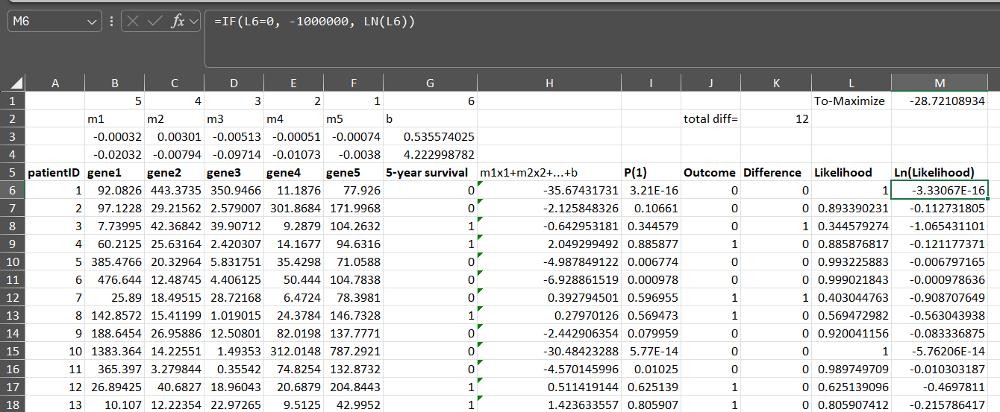 M6 fx =IF(L6=0, -1000000, LN(L6))
A B C D E F G H I J K L M
1 5 4 3 2 1 6 To-Maximize -28.72108934
2 m1 m2 m3 m4 m5 b total diff= 12
3 -0.00032 0.00301 -0.00513 -0.00051 -0.00074 0.535574025
4 -0.02032 -0.00794 -0.09714 -0.01073 -0.0038 4.222998782
5 patientID gene1 gene2 gene3 gene4 gene5 5-year survival m1x1+m2x2+...+b P(1) Outcome Difference Likelihood Ln(Likelihood)
6 1 92.0826 443.3735 350.9466 11.1876 77.926 0 -35.67431731 3.21E-16 0 0 1 -3.33067E-16
7 2 97.1228 29.21562 2.579007 301.8684 171.9968 0 -2.125848326 0.10661 0 0 0.893390231 -0.112731805
8 3 7.73995 42.36842 39.90712 9.2879 104.2632 1 -0.642953181 0.344579 0 1 0.344579274 -1.065431101
9 4 60.2125 25.63164 2.420307 14.1677 94.6316 1 2.049299492 0.885877 1 0 0.885876817 -0.121177371
10 5 385.4766 20.32964 5.831751 35.4298 71.0588 0 -4.987849122 0.006774 0 0 0.993225883 -0.006797165
11 6 476.644 12.48745 4.406125 50.444 104.7838 0 -6.928861519 0.000978 0 0 0.999021843 -0.000978636
12 7 25.89 18.49515 28.72168 6.4724 78.3981 0 0.392794501 0.596955 1 1 0.403044763 -0.908707649
13 8 142.8572 15.41199 1.019015 24.3784 146.7328 1 0.27970126 0.569473 1 0 0.569472982 -0.563043938
14 9 188.6454 26.95886 12.50801 82.0198 137.7771 0 -2.442906354 0.079959 0 0 0.920041156 -0.083336875
15 10 1383.364 14.22551 1.49353 312.0148 787.2921 0 -30.48423288 5.77E-14 0 0 1 -5.76206E-14
16 11 365.397 3.279844 0.35542 74.8254 132.8732 0 -4.570145996 0.01025 0 0 0.989749709 -0.010303187
17 12 26.89425 40.6827 18.96043 20.6879 204.8443 1 0.511419144 0.625139 1 0 0.625139096 -0.4697811
18 13 10.107 12.22354 22.97265 9.5125 42.9952 1 1.423633557 0.805907 1 0 0.805907412 -0.215786417